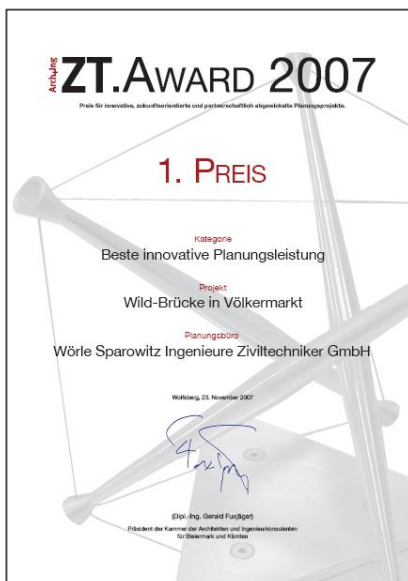 Arch+Ing
ZT.AWARD 2007
Preis für innovative, zukunftsorientierte und partnerschaftlich abgewickelte Planungsprojekte.
1. PREIS
Kategorie
Beste innovative Planungsleistung
Projekt
Wild-Brücke in Völkermarkt
Planungsbüro
Wörle Sparowitz Ingenieure Ziviltechniker GmbH
Wolfsberg, 23. November 2007
(Dipl.-Ing. Gerald Fuxjäger)
Präsident der Kammer der Architekten und Ingenieurkonsulenten
für Steiermark und Kärnten